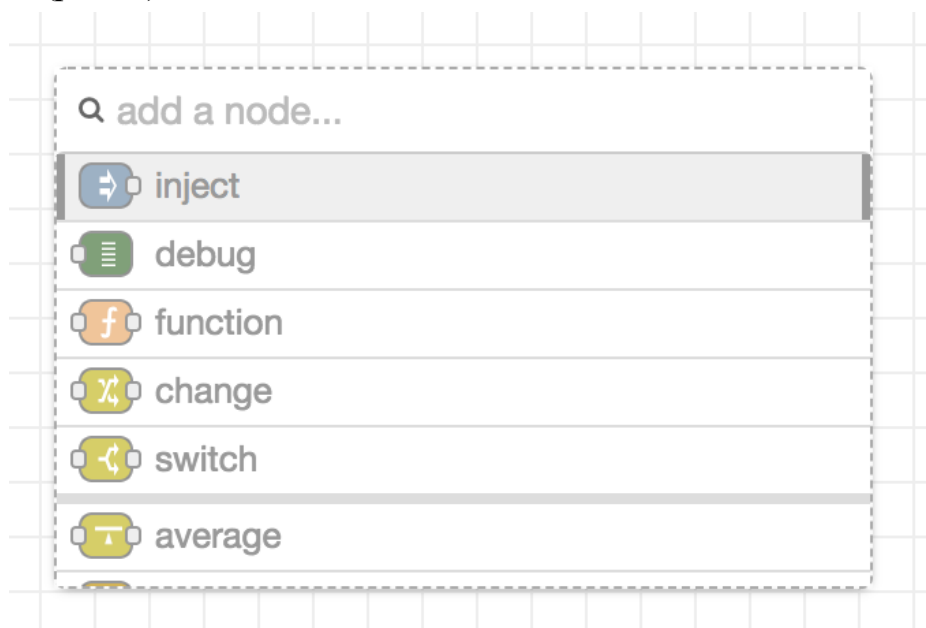 add a node...
inject
debug
function
change
switch
average